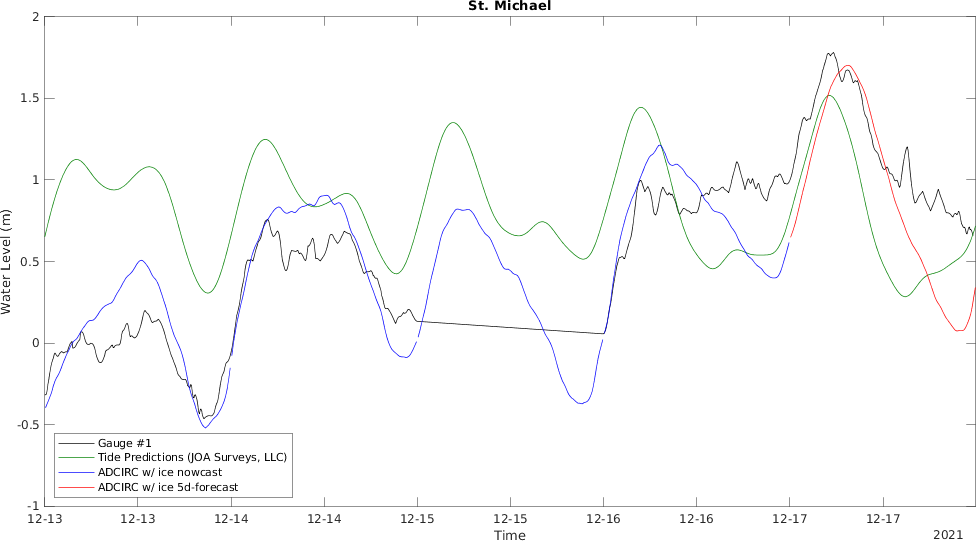 St. Michael
2
1.5
1
0.5
0
-0.5
-1
Water Level (m)
Gauge #1
Tide Predictions (JOA Surveys, LLC)
ADCIRC w/ ice nowcast
ADCIRC w/ ice 5d-forecast
12-13 12-13 12-14 12-14 12-15 12-15 12-16 12-16 12-17 12-17
Time
2021